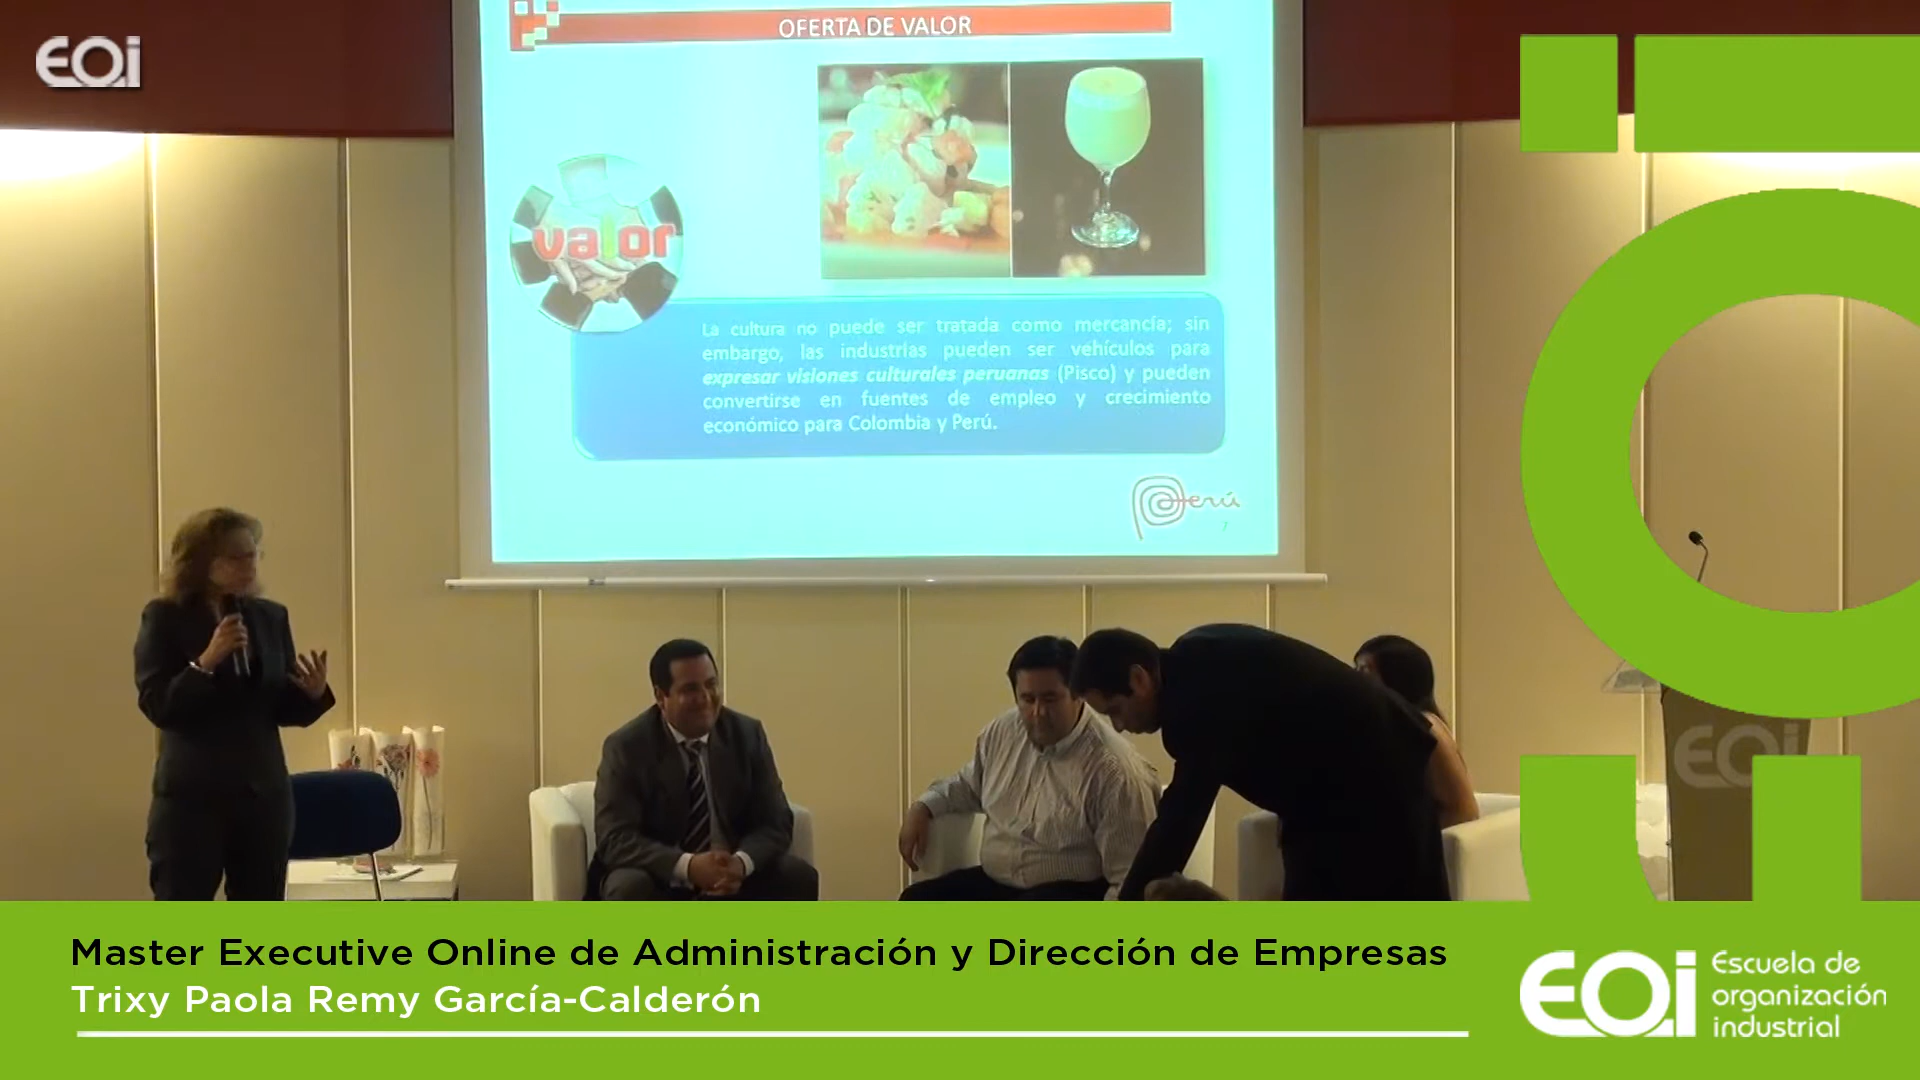 EOi
OFERTA DE VALOR
valor
La cultura no puede ser tratada como mercancía; sin
embargo, las industrias pueden ser vehículos para
expresar visiones culturales peruanas (Pisco) y pueden
convertirse en fuentes de empleo y crecimiento
económico para Colombia y Perú.
Perú
7
EOi
Master Executive Online de Administración y Dirección de Empresas
Trixy Paola Remy García-Calderón
EOi
Escuela de
organización
industrial